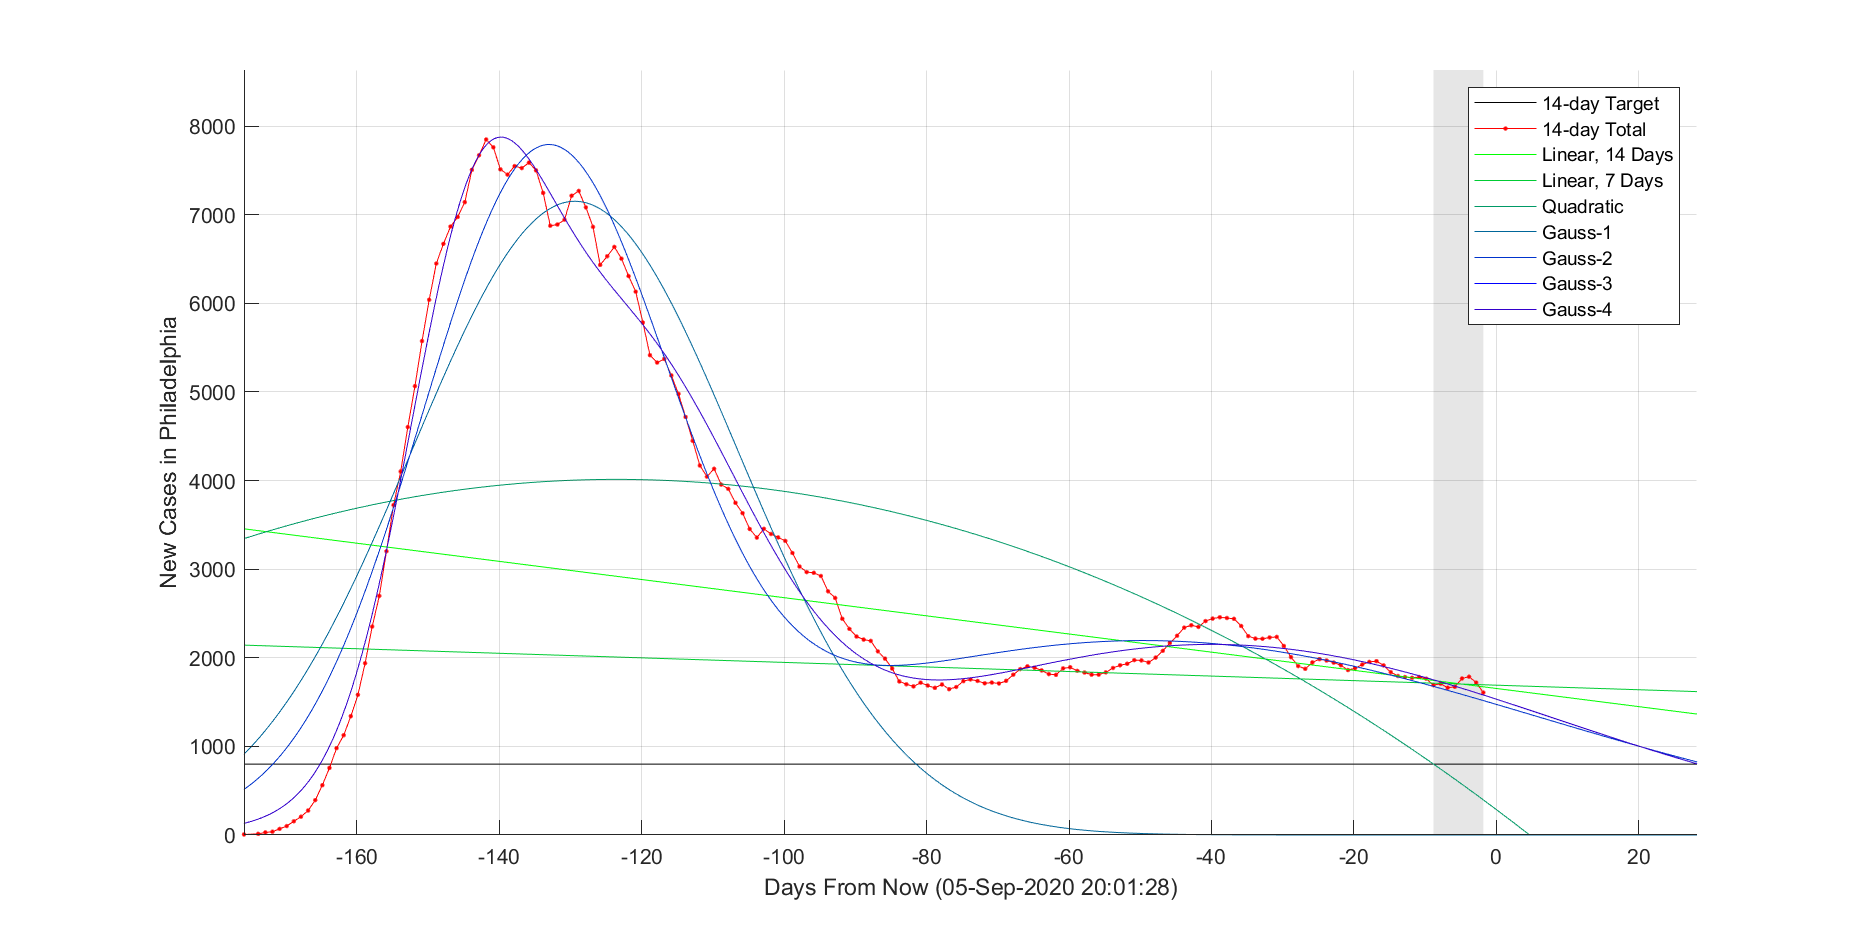 New Cases in Philadelphia
8000
7000
6000
5000
4000
3000
2000
1000
0
-160 -140 -120 -100 -80 -60 -40 -20 0 20
Days From Now (05-Sep-2020 20:01:28)
14-day Target
14-day Total
Linear, 14 Days
Linear, 7 Days
Quadratic
Gauss-1
Gauss-2
Gauss-3
Gauss-4